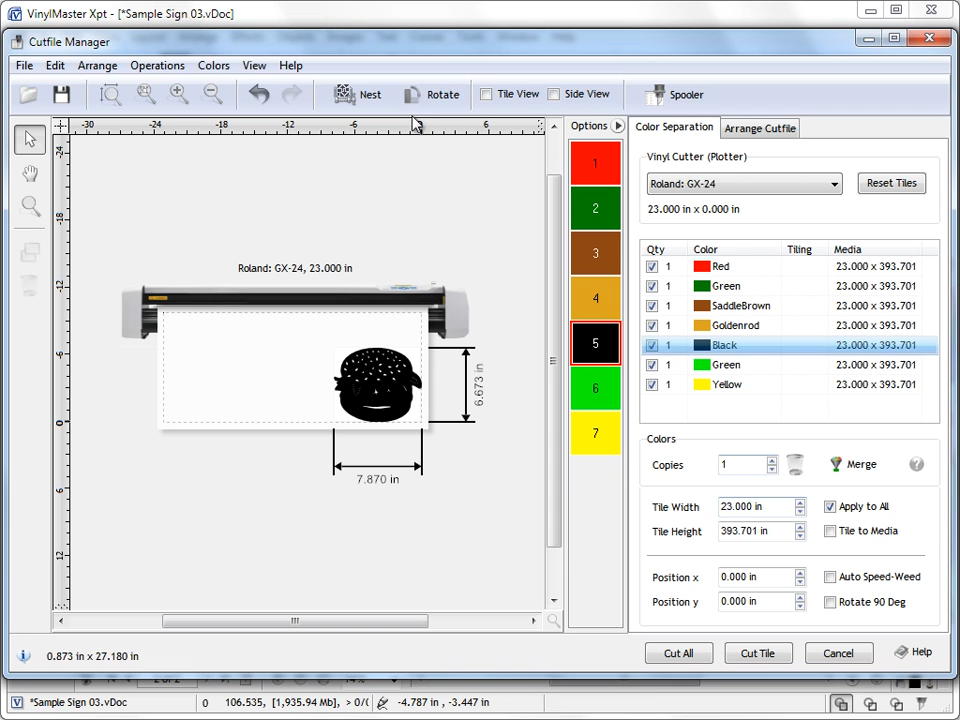 VinylMaster Xpt - [*Sample Sign 03.vDoc]
Cutfile Manager
File Edit Arrange Operations Colors View Help
Nest Rotate Tile View Side View Spooler
-30 -24 -18 -12 -6 6
Options
Color Separation Arrange Cutfile
1
2
3
4
5
6
7
Vinyl Cutter (Plotter)
Roland: GX-24 Reset Tiles
23.000 in x 0.000 in
Qty Color Tiling Media
1 Red 23.000 x 393.701
1 Green 23.000 x 393.701
1 SaddleBrown 23.000 x 393.701
1 Goldenrod 23.000 x 393.701
1 Black 23.000 x 393.701
1 Green 23.000 x 393.701
1 Yellow 23.000 x 393.701
-24
-18
-12
-6
0
6
12
Roland: GX-24, 23.000 in
6.673 in
7.870 in
Colors
Copies 1 Merge
Tile Width 23.000 in Apply to All
Tile Height 393.701 in Tile to Media
Position x 0.000 in Auto Speed-Weed
Position y 0.000 in Rotate 90 Deg
0.873 in x 27.180 in
Cut All Cut Tile Cancel Help
*Sample Sign 03.vDoc 0 106.535, [1,935.94 Mb], > 0/( -4.787 in , -3.447 in